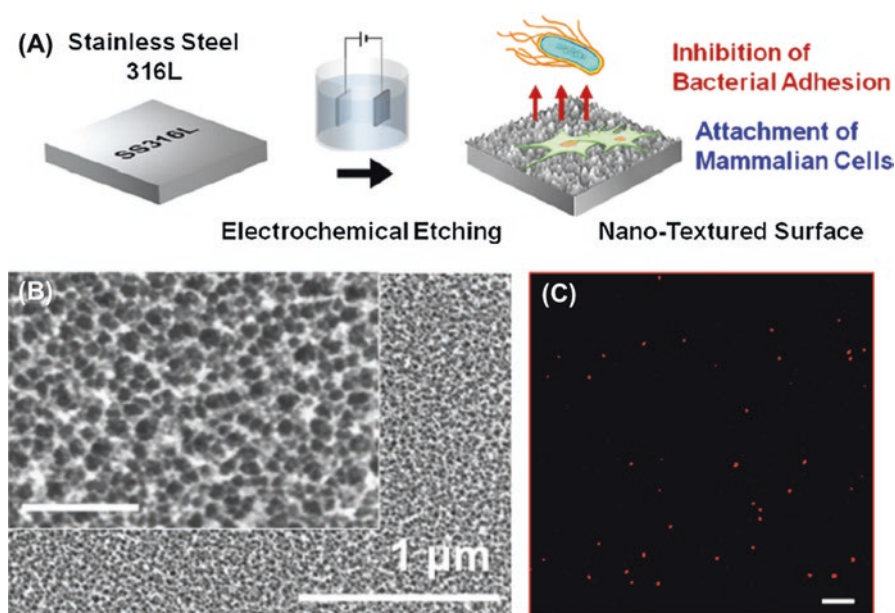 (A)
Stainless Steel
316L
SS316L
Inhibition of
Bacterial Adhesion
Attachment of
Mammalian Cells
Electrochemical Etching
Nano-Textured Surface
(B)
1 µm
(C)